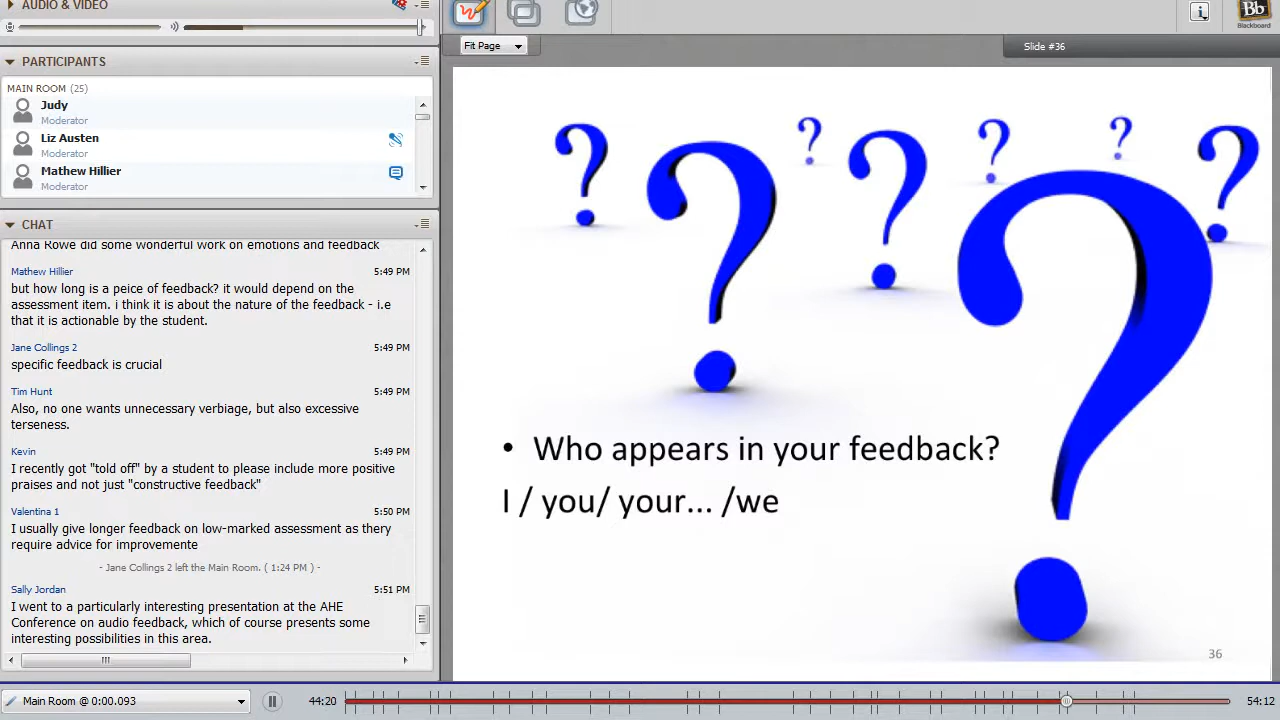 AUDIO & VIDEO
PARTICIPANTS
MAIN ROOM (25)
Judy
Moderator
Liz Austen
Moderator
Mathew Hillier
Moderator
CHAT
Anna Rowe did some wonderful work on emotions and feedback
Mathew Hillier 5:49 PM
but how long is a peice of feedback? it would depend on the
assessment item. i think it is about the nature of the feedback - i.e
that it is actionable by the student.
Jane Collings 2 5:49 PM
specific feedback is crucial
Tim Hunt 5:49 PM
Also, no one wants unnecessary verbiage, but also excessive
terseness.
Kevin 5:49 PM
I recently got "told off" by a student to please include more positive
praises and not just "constructive feedback"
Valentina 1 5:50 PM
I usually give longer feedback on low-marked assessment as thery
require advice for improvemente
- Jane Collings 2 left the Main Room. ( 1:24 PM ) -
Sally Jordan 5:51 PM
I went to a particularly interesting presentation at the AHE
Conference on audio feedback, which of course presents some
interesting possibilities in this area.
Main Room @ 0:00.093
44:20
54:12
Fit Page
Slide #36
i
Bb
Blackboard
? ? ? ? ? ? ? ?
• Who appears in your feedback?
I / you/ your... /we
36